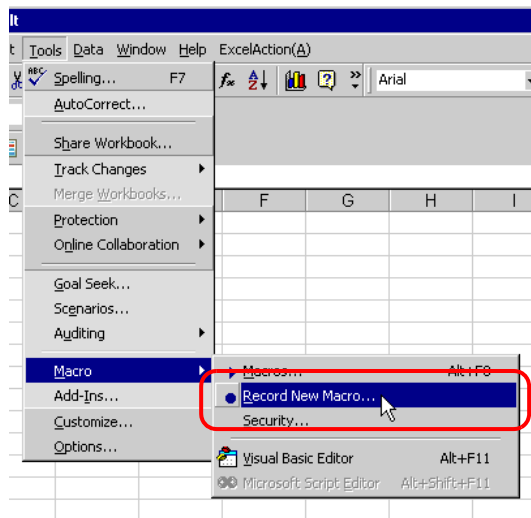 lt
t Tools Data Window Help ExcelAction(A)
ABC Spelling... F7 fx A Z Arial
AutoCorrect...
Share Workbook...
Track Changes
Merge Workbooks...
C F G H I
Protection
Online Collaboration
Goal Seek...
Scenarios...
Auditing
Macro Macros... Alt+F8
Add-Ins... Record New Macro...
Customize... Security...
Options... Visual Basic Editor Alt+F11
Microsoft Script Editor Alt+Shift+F11